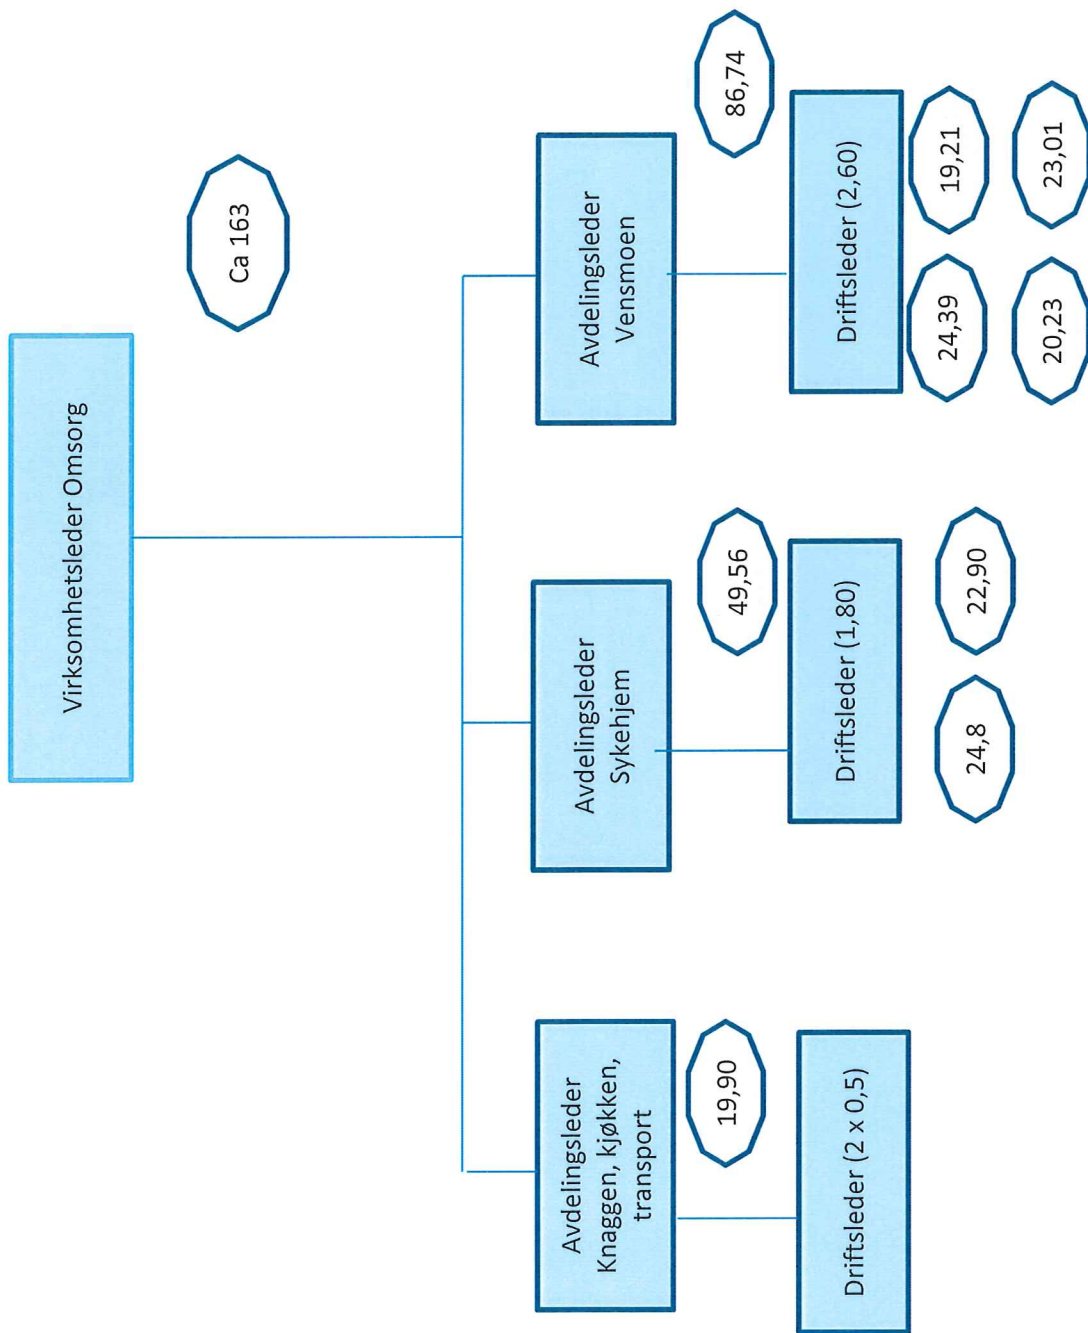 Virksomhetsleder Omsorg
Ca 163
Avdelingsleder
Knaggen, kjøkken,
transport
19,90
Driftsleder (2 x 0,5)
Avdelingsleder
Sykehjem
49,56
Driftsleder (1,80)
24,8
22,90
Avdelingsleder
Vensmoen
86,74
Driftsleder (2,60)
24,39
19,21
20,23
23,01